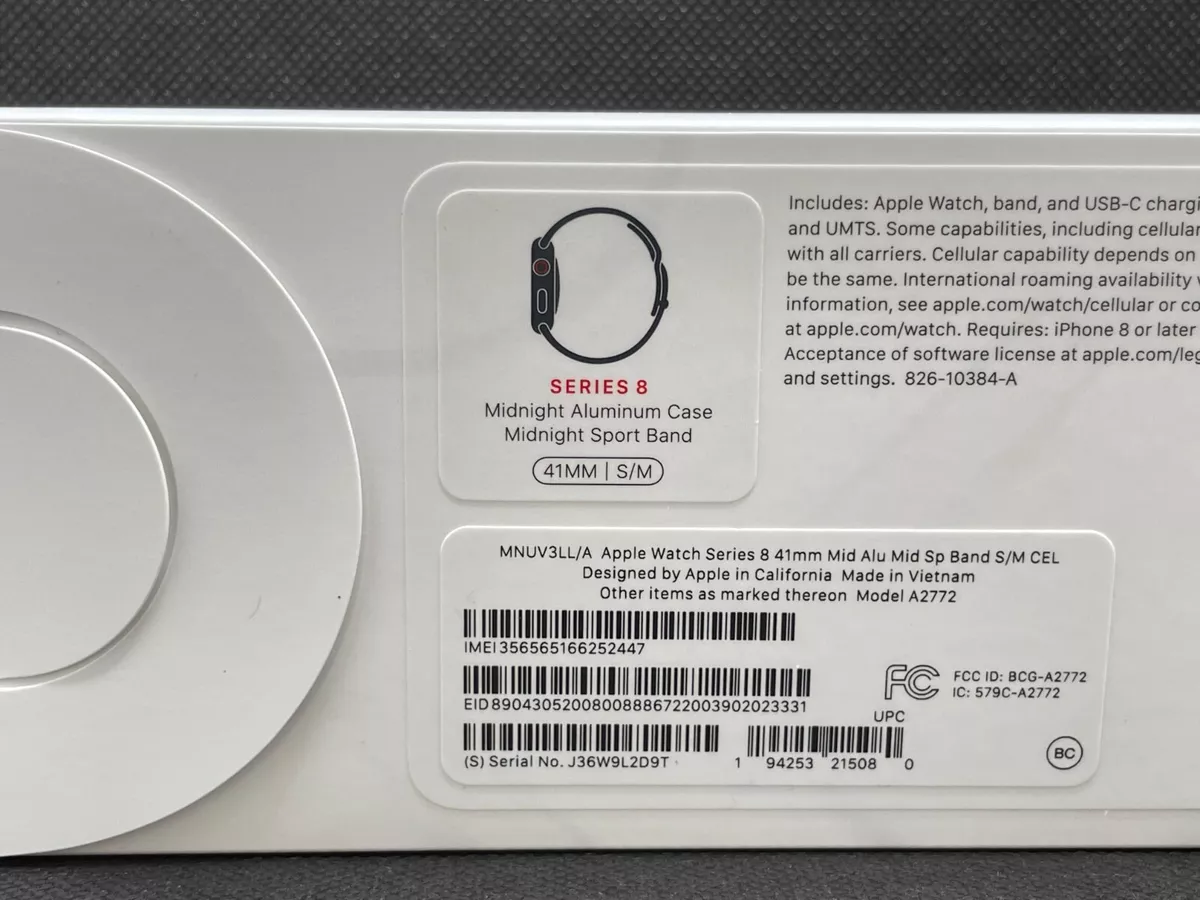 SERIES 8
Midnight Aluminum Case
Midnight Sport Band
41MM | S/M
Includes: Apple Watch, band, and USB-C
and UMTS. Some capabilities, including cellular
with all carriers. Cellular capability depends on
be the same. International roaming availability
information, see apple.com/watch/cellular or
at apple.com/watch. Requires: iPhone 8 or later
Acceptance of software license at
and settings. 826-10384-A
MNUV3LL/A Apple Watch Series 8 41mm Mid Alu Mid Sp Band S/M CEL
Designed by Apple in California Made in Vietnam
Other items as marked thereon Model A2772
IMEI 356565166252447
EID 89043052008008886722003902023331
(S) Serial No. J36W9L2D9T
FC
FCC ID: BCG-A2772
IC: 579C-A2772
UPC
1 94253 21508 0
BC